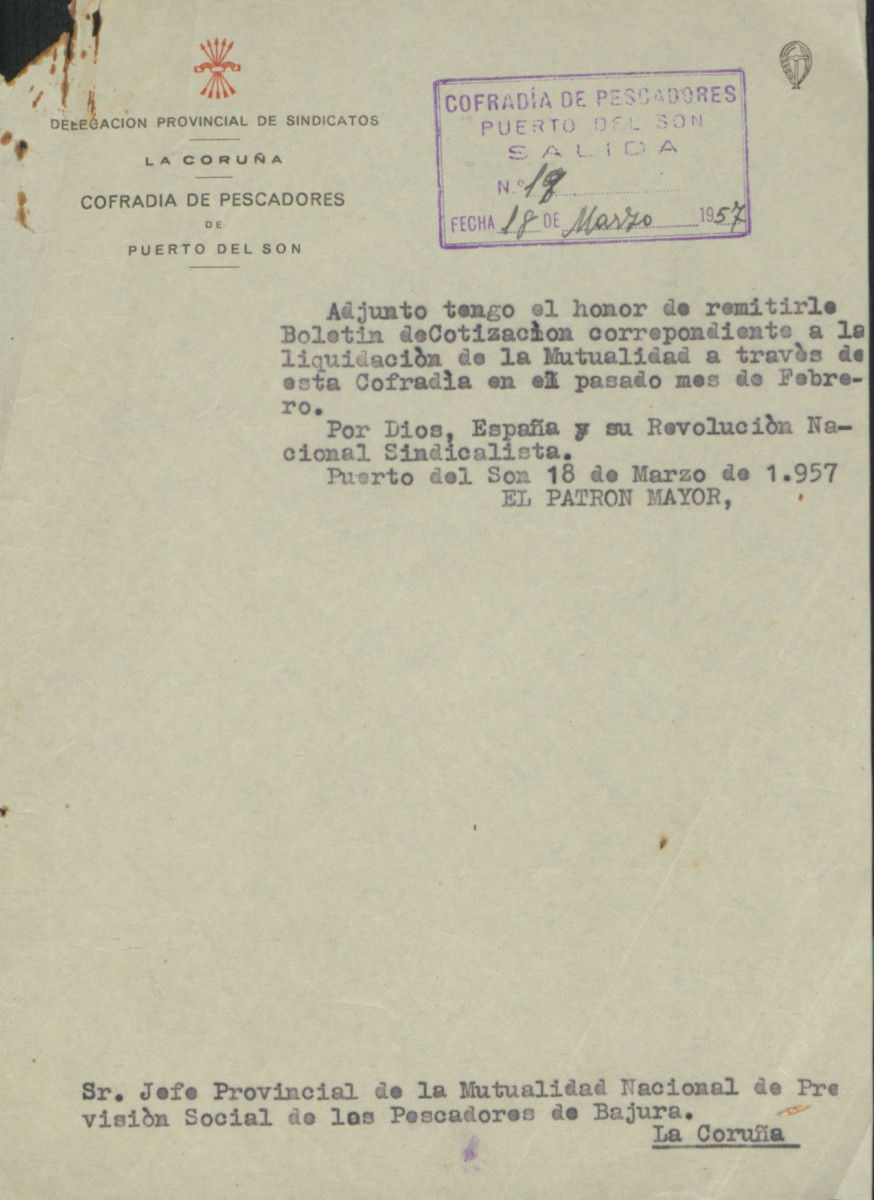 DELEGACION PROVINCIAL DE SINDICATOS
LA CORUÑA
COFRADIA DE PESCADORES
DE
PUERTO DEL SON
COFRADÍA DE PESCADORES
PUERTO DEL SON
SALIDA
N.º
FECHA 18 DE Marzo 1957
Adjunto tengo el honor de remitirle
Boletin deCotizaciòn correpondiente a la
liquidaciòn de la Mutualidad a travès de
esta Cofradìa en el pasado mes de Febre-
ro.
Por Dios, España y su Revoluciòn Na-
cional Sindicalista.
Puerto del Son 18 de Marzo de 1.957
EL PATRON MAYOR,
Sr. Jefe Provincial de la Mutualidad Nacional de Pre
visiòn Social de los Pescadores de Bajura.
La Coruña